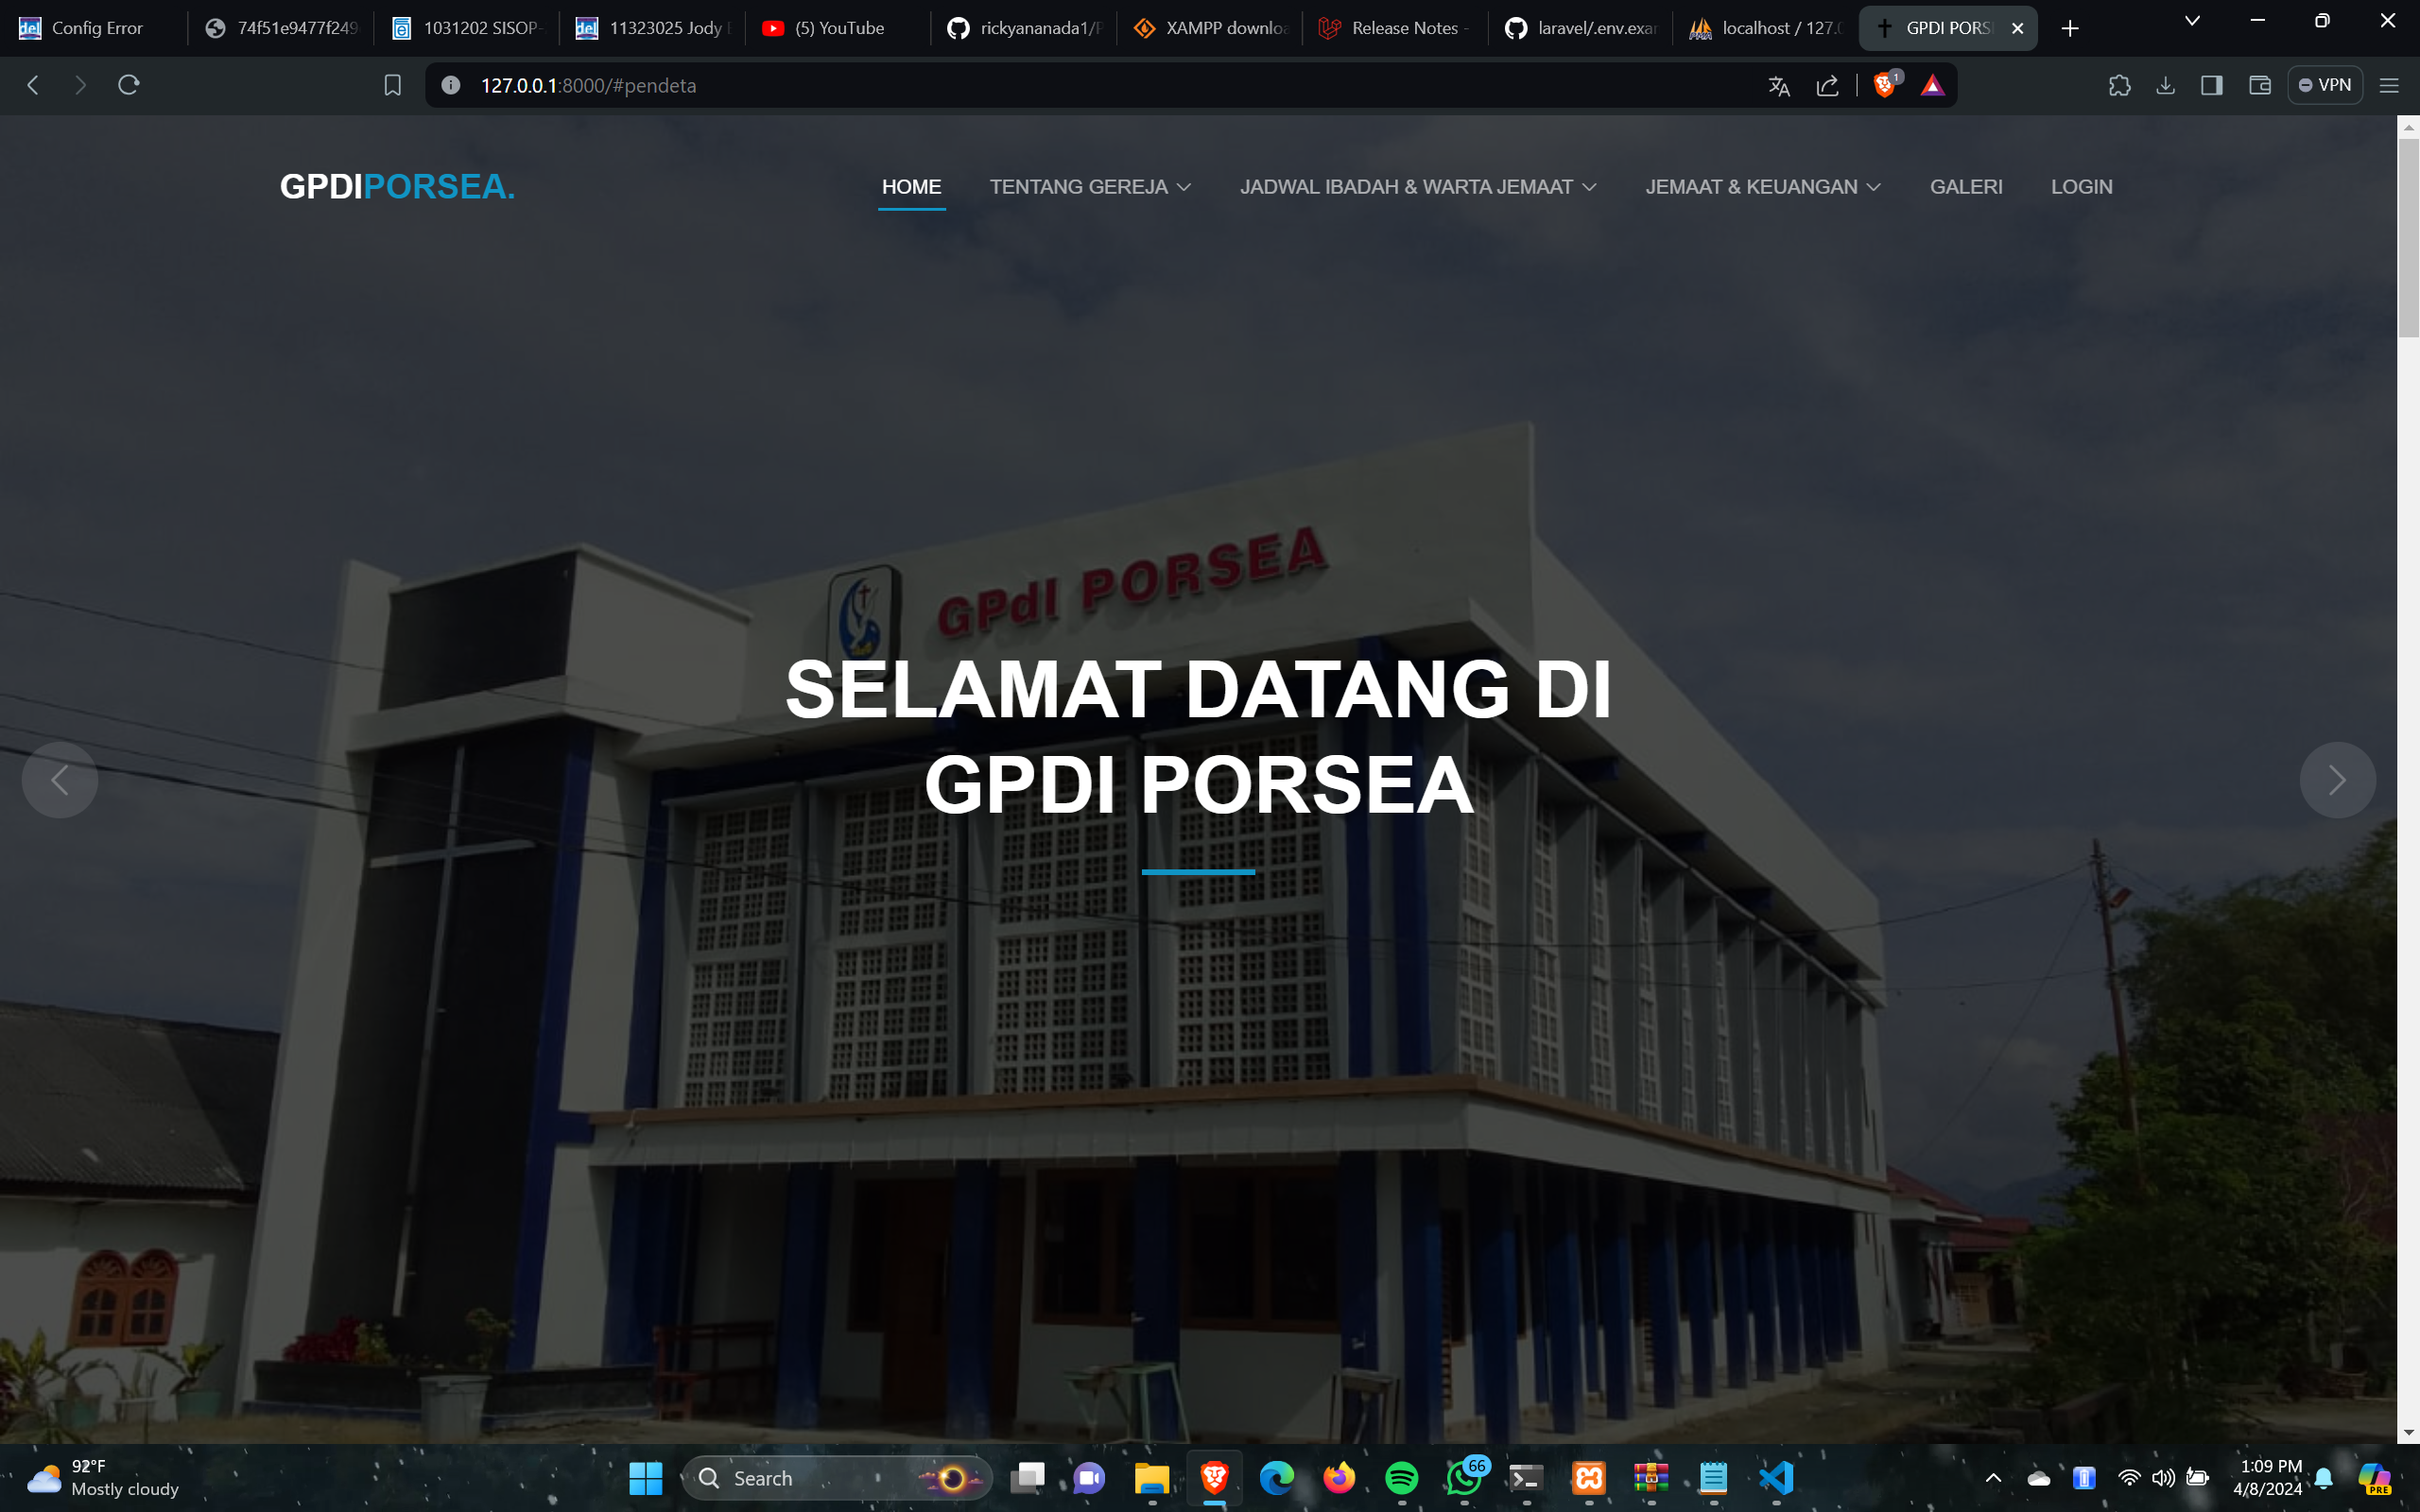 Config Error
74f51e9477f249
1031202 SISOP-
11323025 Jody
(5) YouTube
rickyananada1/
XAMPP downloa
Release Notes -
laravel/.env.exar
localhost / 127.0
GPDI PORS
127.0.0.1:8000/#pendeta
1
VPN
GPDIPORSEA.
HOME
TENTANG GEREJA
JADWAL IBADAH & WARTA JEMAAT
JEMAAT & KEUANGAN
GALERI
LOGIN
GPdI PORSEA
SELAMAT DATANG DI
GPDI PORSEA
92°F
Mostly cloudy
Search
66
1:09 PM
4/8/2024
PRE